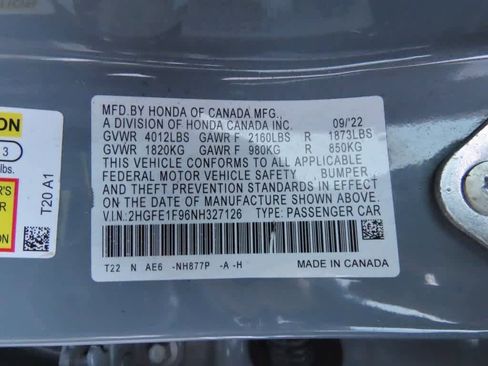 MFD.BY HONDA OF CANADA MFG.,
A DIVISION OF HONDA CANADA INC. 09/22
GVWR 4012LBS GAWR F 2160LBS R 1873LBS
GVWR 1820KG GAWR F 980KG R 850KG
THIS VEHICLE CONFORMS TO ALL APPLICABLE
FEDERAL MOTOR VEHICLE SAFETY, BUMPER,
AND THEFT PREVENTION STANDARDS IN EFFECT
ON THE DATE OF MANUFACTURE SHOWN ABOVE.
V.I.N.:2HGFE1F96NH327126 TYPE: PASSENGER CAR
T22 N AE6 -NH877P -A -H MADE IN CANADA
ON
3
lbs.
R'S
T20 A1